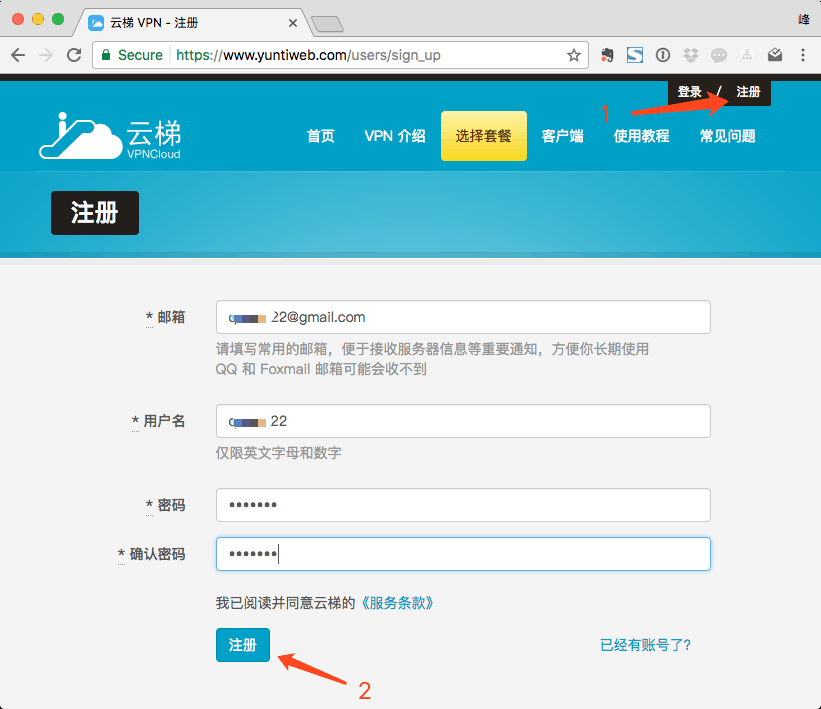 云梯 VPN - 注册
峰
Secure https://www.yuntiweb.com/users/sign_up
登录 / 注册
1
云梯
VPNCloud
首页 VPN 介绍 选择套餐 客户端 使用教程 常见问题
注册
* 邮箱
22@gmail.com
请填写常用的邮箱，便于接收服务器信息等重要通知，方便你长期使用
QQ 和 Foxmail 邮箱可能会收不到
* 用户名
22
仅限英文字母和数字
* 密码
•••••••
* 确认密码
•••••••
我已阅读并同意云梯的《服务条款》
注册
已经有账号了?
2